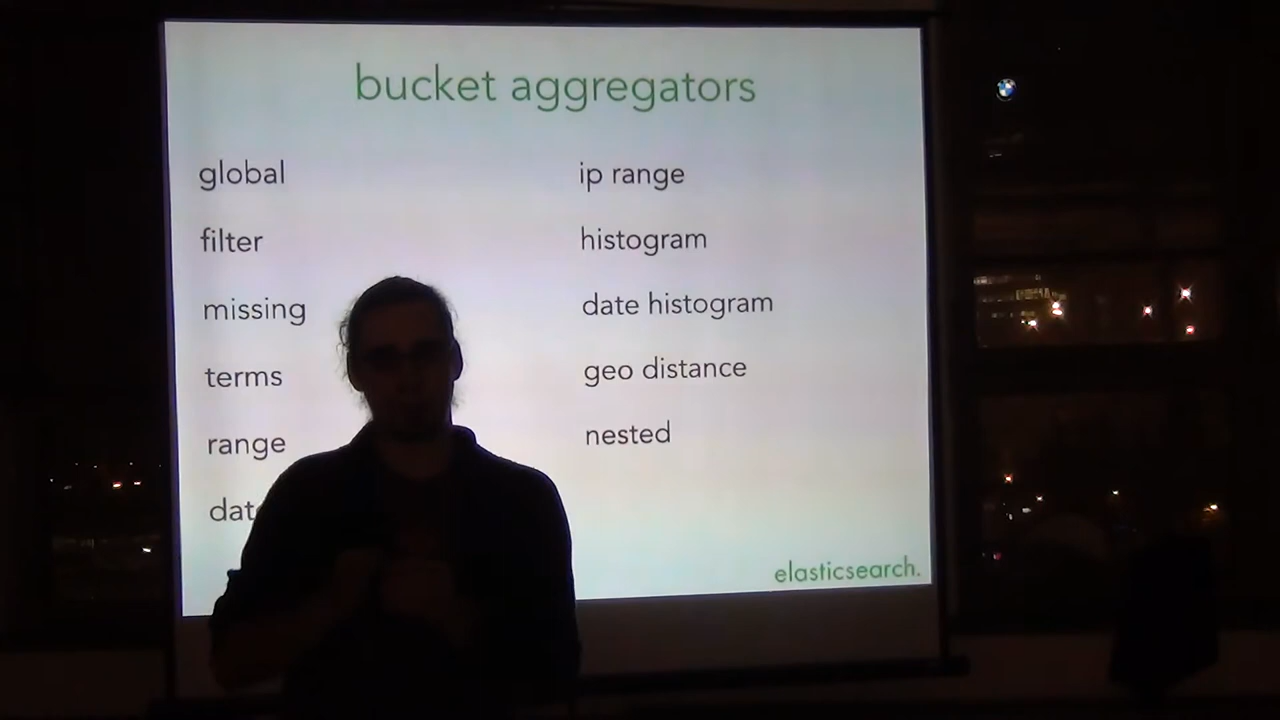 bucket aggregators
global
filter
missing
terms
range
ip range
histogram
date histogram
geo distance
nested
elasticsearch.